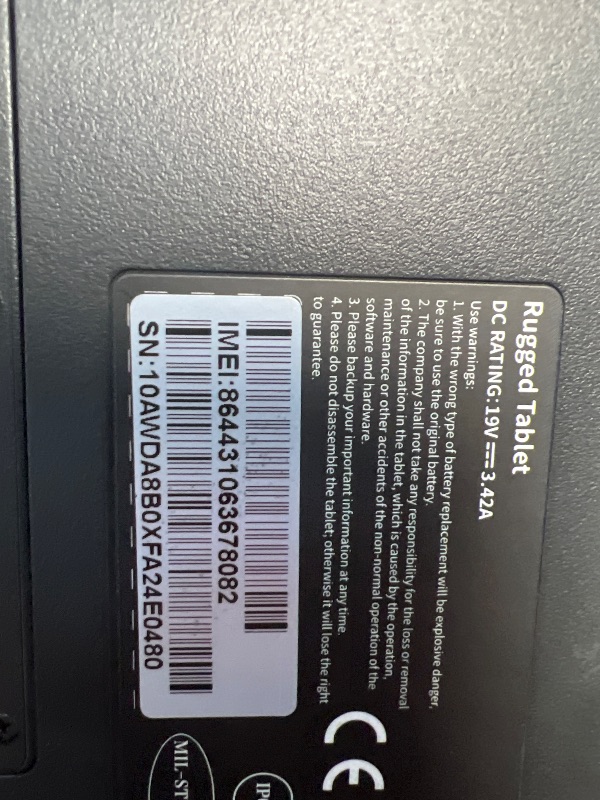 Rugged Tablet
DC RATING:19V⎓3.42A
Use warnings:
1. With the wrong type of battery replacement will be explosive danger,
be sure to use the original battery.
2. The company shall not take any responsibility for the loss or removal
of the information in the tablet, which is caused by the operation,
maintenance or other accidents of the non-normal operation of the
software and hardware.
3. Please backup your important information at any time.
4. Please do not disassemble the tablet; otherwise it will lose the right
to guarantee.
IMEI:864431063678082
SN:10AWDA8B0XFA24E0480
CE
IP
MIL-ST